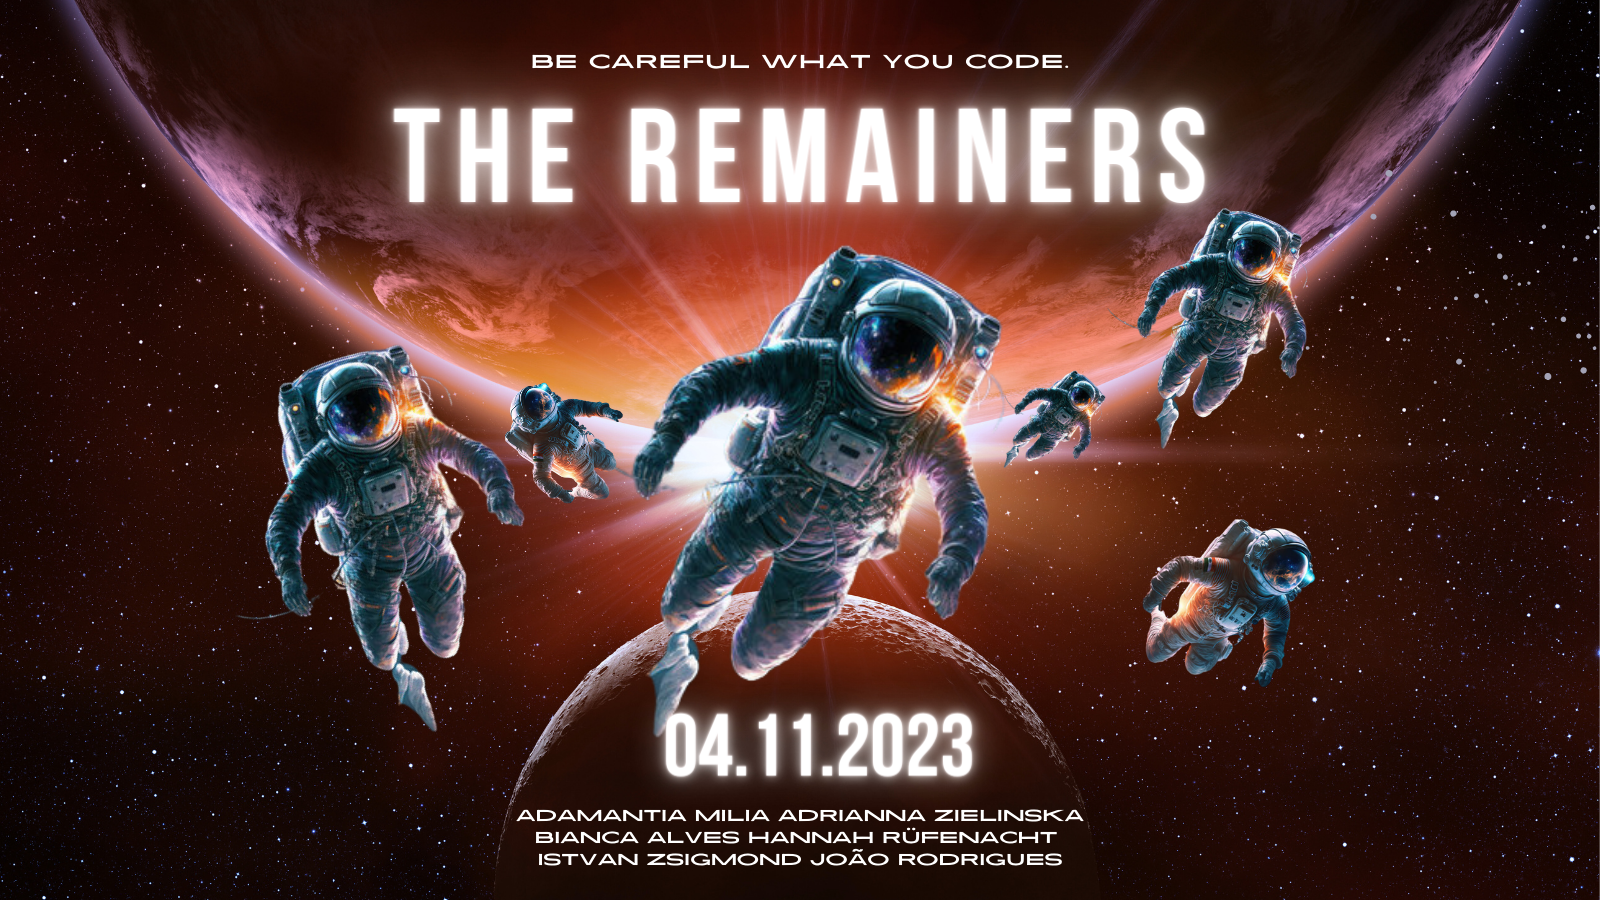 BE CAREFUL WHAT YOU CODE.
THE REMAINERS
04.11.2023
ADAMANTIA MILIA ADRIANNA ZIELINSKA
BIANCA ALVES HANNAH RÜFENACHT
ISTVAN ZSIGMOND JOÃO RODRIGUES